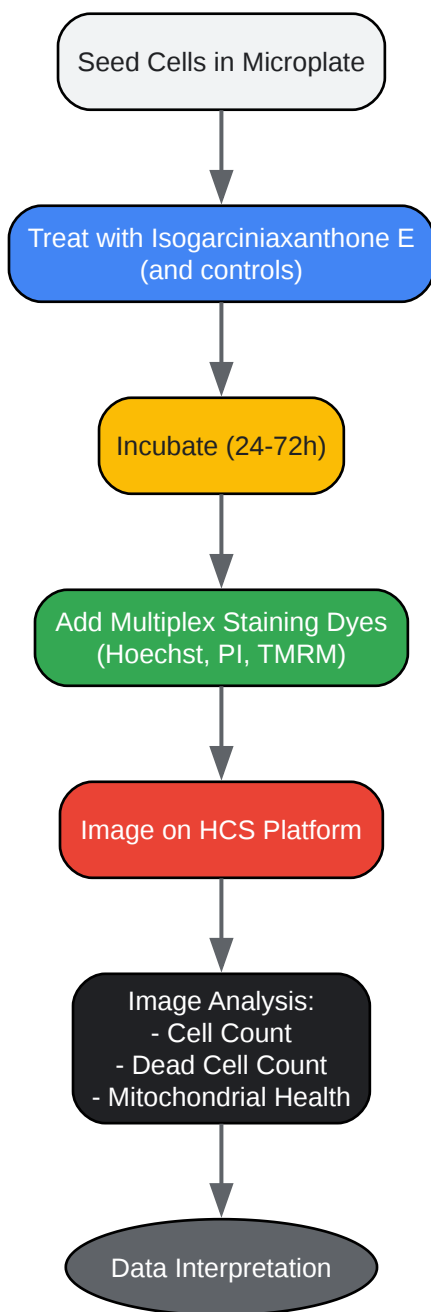 Seed Cells in Microplate
Treat with Isogarciniaxanthone E
(and controls)
Incubate (24-72h)
Add Multiplex Staining Dyes
(Hoechst, PI, TMRM)
Image on HCS Platform
Image Analysis:
- Cell Count
- Dead Cell Count
- Mitochondrial Health
Data Interpretation